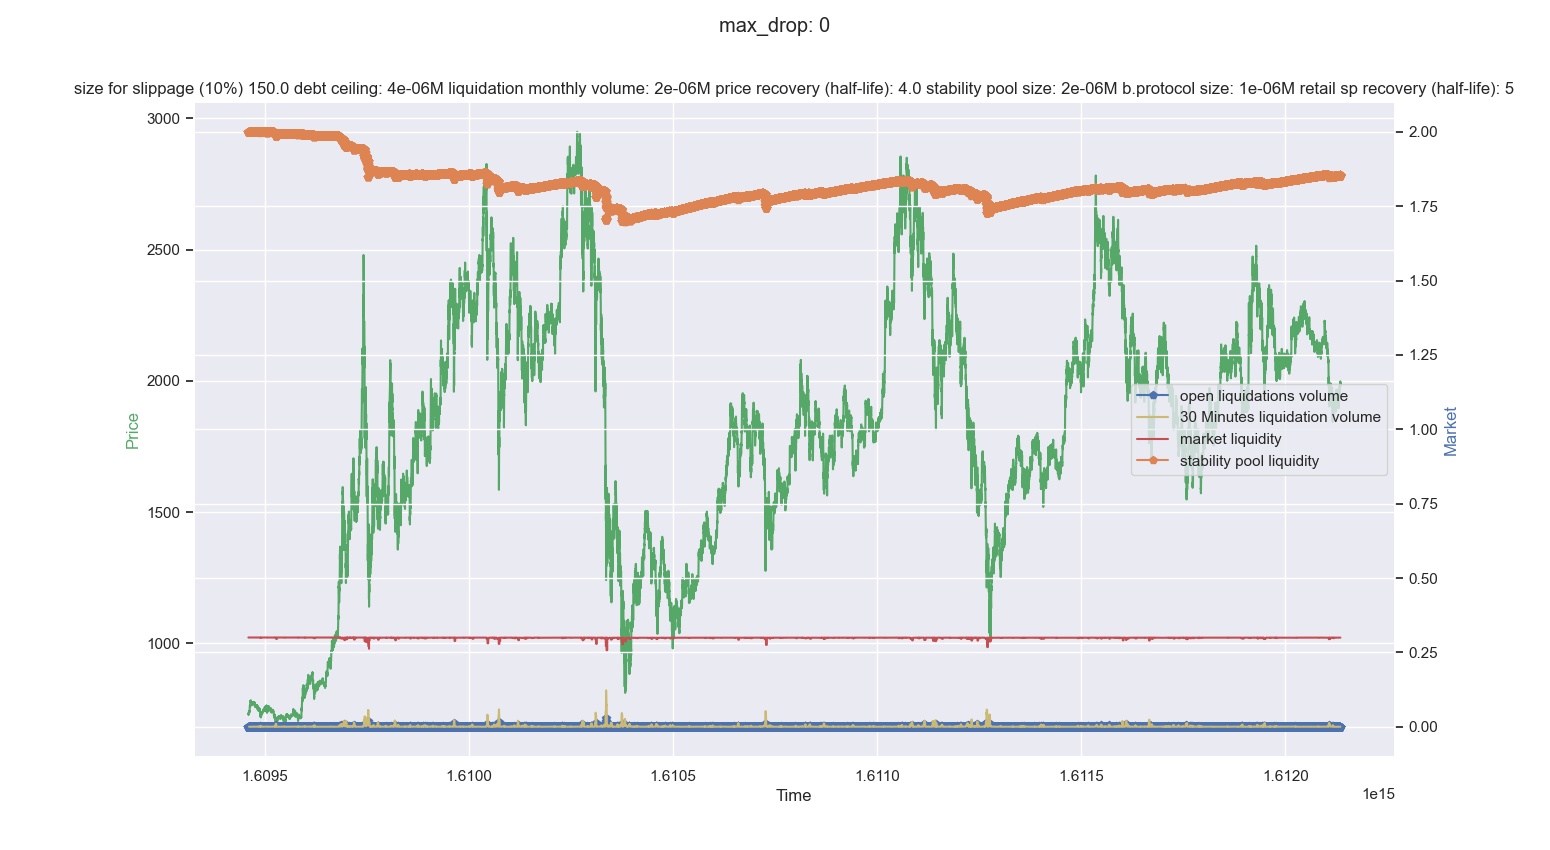 max_drop: 0
size for slippage (10%) 150.0 debt ceiling: 4e-06M liquidation monthly volume: 2e-06M price recovery (half-life): 4.0 stability pool size: 2e-06M b.protocol size: 1e-06M retail sp recovery (half-life): 5
3000
2500
2000
1500
1000
Price
2.00
1.75
1.50
1.25
1.00
0.75
0.50
0.25
0.00
Market
open liquidations volume
30 Minutes liquidation volume
market liquidity
stability pool liquidity
1.6095 1.6100 1.6105 1.6110 1.6115 1.6120
Time
1e15